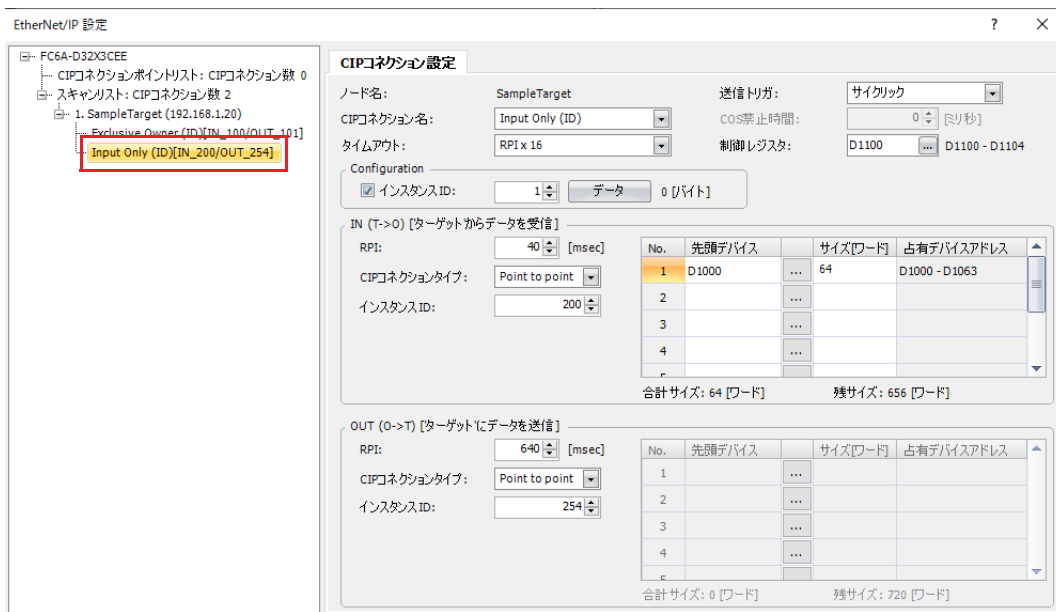 EtherNet/IP 設定
? ×
FC6A-D32X3CEE
CIPコネクションポイントリスト: CIPコネクション数 0
スキャンリスト: CIPコネクション数 2
1. SampleTarget (192.168.1.20)
Exclusive Owner (ID)[IN_100/OUT_101]
Input Only (ID)[IN_200/OUT_254]
CIPコネクション設定
ノード名: SampleTarget 送信トリガ: サイクリック
CIPコネクション名: Input Only (ID) COS禁止時間: 0 [ミリ秒]
タイムアウト: RPI x 16 制御レジスタ: D1100 ... D1100 - D1104
Configuration
インスタンスID: 1 データ 0 [バイト]
IN (T->O) ['ターゲット'からデータを受信]
RPI: 40 [msec]
CIPコネクションタイプ: Point to point
インスタンスID: 200
No. 先頭デバイス サイズ[ワード] 占有デバイスアドレス
1 D1000 ... 64 D1000 - D1063
2 ...
3 ...
4 ...
合計サイズ: 64 [ワード] 残サイズ: 656 [ワード]
OUT (O->T) ['ターゲット'にデータを送信]
RPI: 640 [msec]
CIPコネクションタイプ: Point to point
インスタンスID: 254
No. 先頭デバイス サイズ[ワード] 占有デバイスアドレス
1 ...
2 ...
3 ...
4 ...
合計サイズ: 0 [ワード] 残サイズ: 720 [ワード]